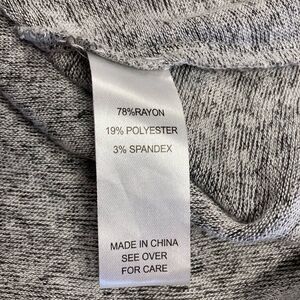 78%RAYON
19% POLYESTER
3% SPANDEX
MADE IN CHINA
SEE OVER
FOR CARE